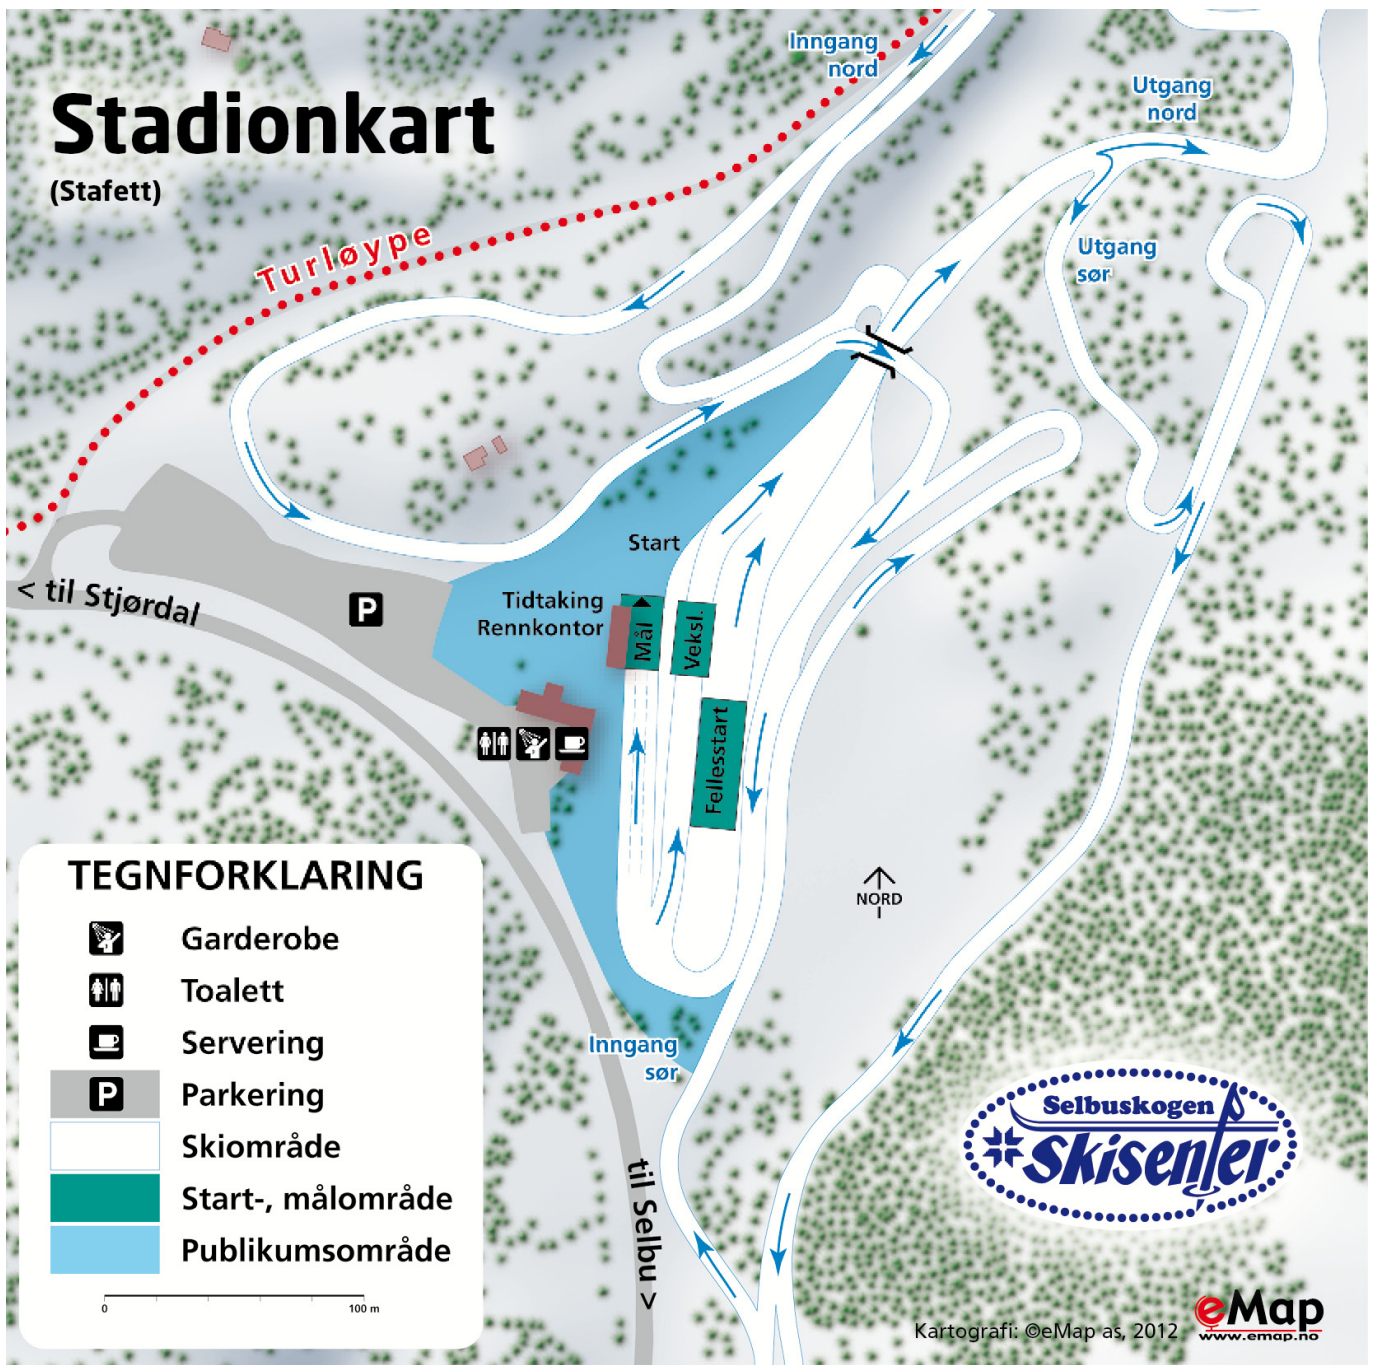 Inngang
nord
Utgang
nord
Stadionkart
(Stafett)
Turløype
Utgang
sør
Start
< til Stjørdal
P
Tidtaking
Rennkontor
Mål
Veksl.
Fellesstart
NORD
Inngang
sør
til Selbu >
TEGNFORKLARING
Garderobe
Toalett
Servering
P Parkering
Skiområde
Start-, målområde
Publikumsområde
0 100 m
Selbuskogen
Skisenter
Kartografi: ©eMap as, 2012
eMap
www.emap.no